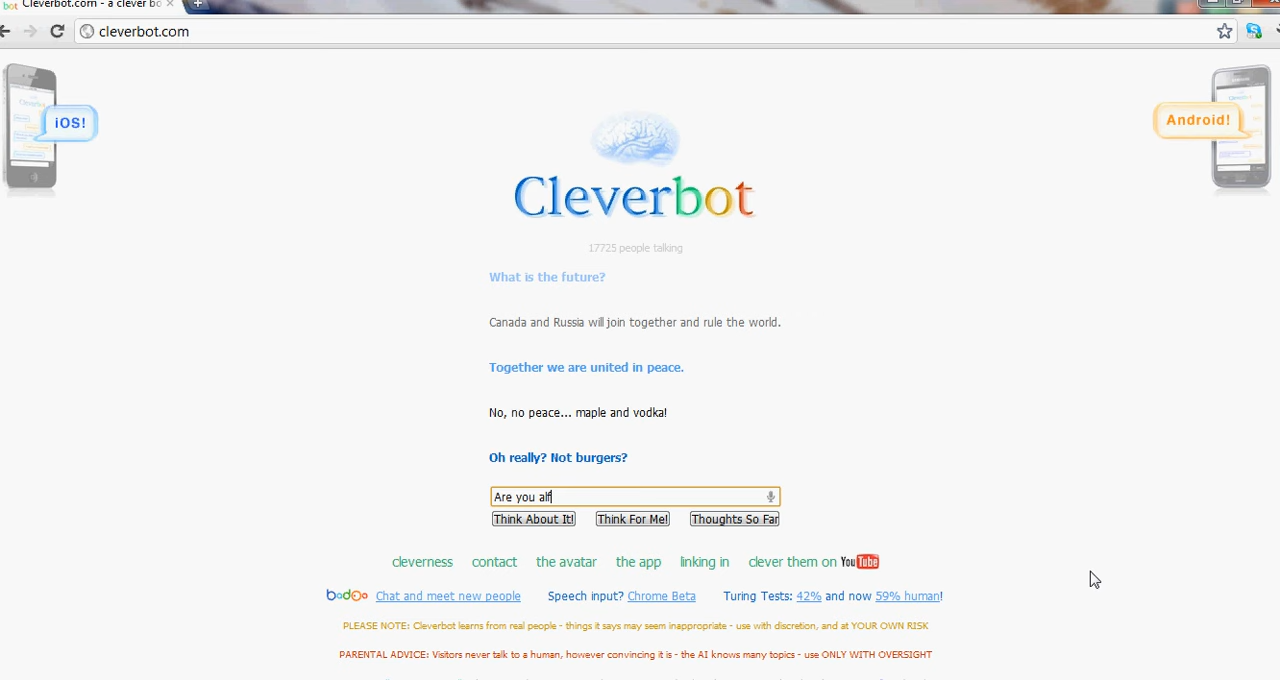 Cleverbot.com - a clever bo
cleverbot.com
iOS!
Android!
Cleverbot
17725 people talking
What is the future?
Canada and Russia will join together and rule the world.
Together we are united in peace.
No, no peace... maple and vodka!
Oh really? Not burgers?
Are you alf
Think About It! Think For Me! Thoughts So Far
cleverness contact the avatar the app linking in clever them on YouTube
badoo Chat and meet new people Speech input? Chrome Beta Turing Tests: 42% and now 59% human!
PLEASE NOTE: Cleverbot learns from real people - things it says may seem inappropriate - use with discretion, and at YOUR OWN RISK
PARENTAL ADVICE: Visitors never talk to a human, however convincing it is - the AI knows many topics - use ONLY WITH OVERSIGHT